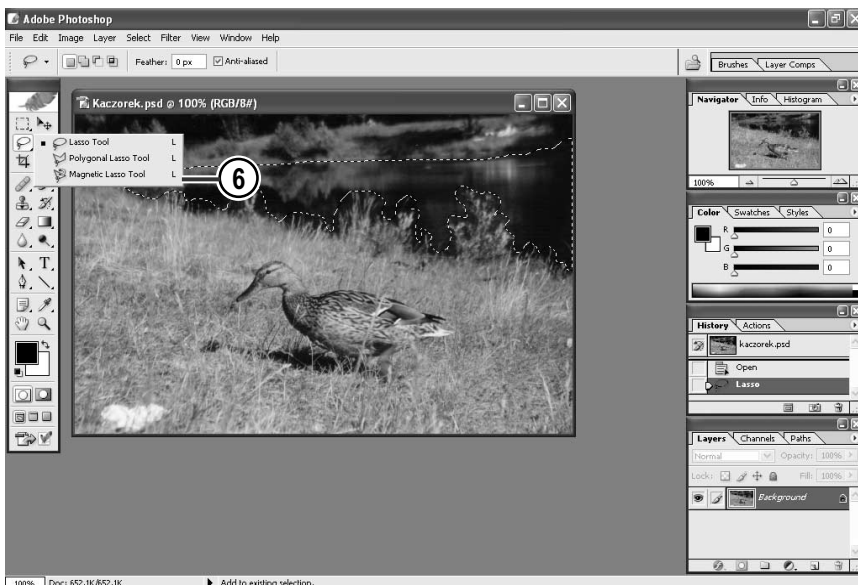 Adobe Photoshop
File Edit Image Layer Select Filter View Window Help
Feather: 0 px Anti-aliased
Brushes Layer Comps
Kaczorek.psd @ 100% (RGB/8#)
Lasso Tool L
Polygonal Lasso Tool L
Magnetic Lasso Tool L
6
Navigator Info Histogram
100%
Color Swatches Styles
R 0
G 0
B 0
History Actions
kaczorek.psd
Open
Lasso
Layers Channels Paths
Normal Opacity: 100%
Lock: Fill: 100%
Background
100% Doc: 652,1K/652,1K Add to existing selection.